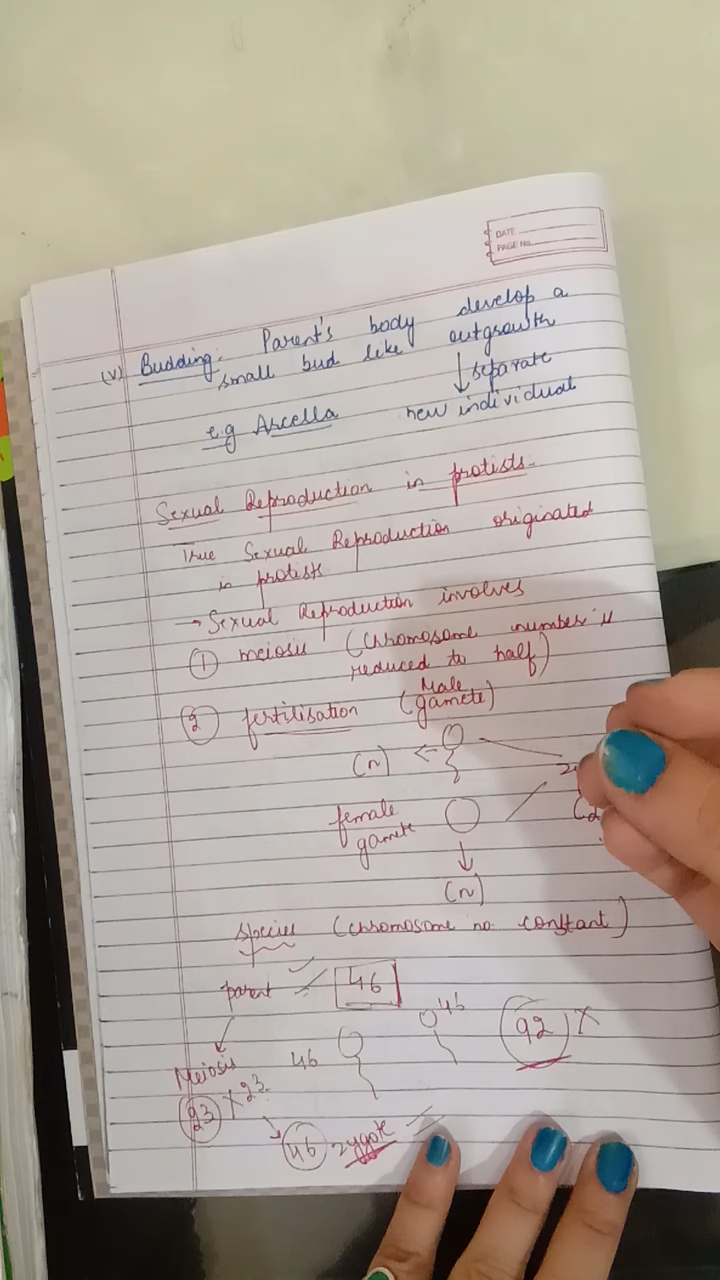 DATE
PAGE No.
(v) Budding. Parent's body develop a
small bud like outgrowth
↓ separate
e.g Arcella new individual
Sexual Reproduction in protists-
True Sexual Reproduction originated
in protists
→ Sexual Reproduction involves
① meiosis (chromosome number is
reduced to half)
② fertilisation (Male
gamete)
(n) ←
female
gamete
↓
(n)
species (chromosome no. constant)
parent 46
46 46 92 X
Meiosis
23 X 23
46 zygote